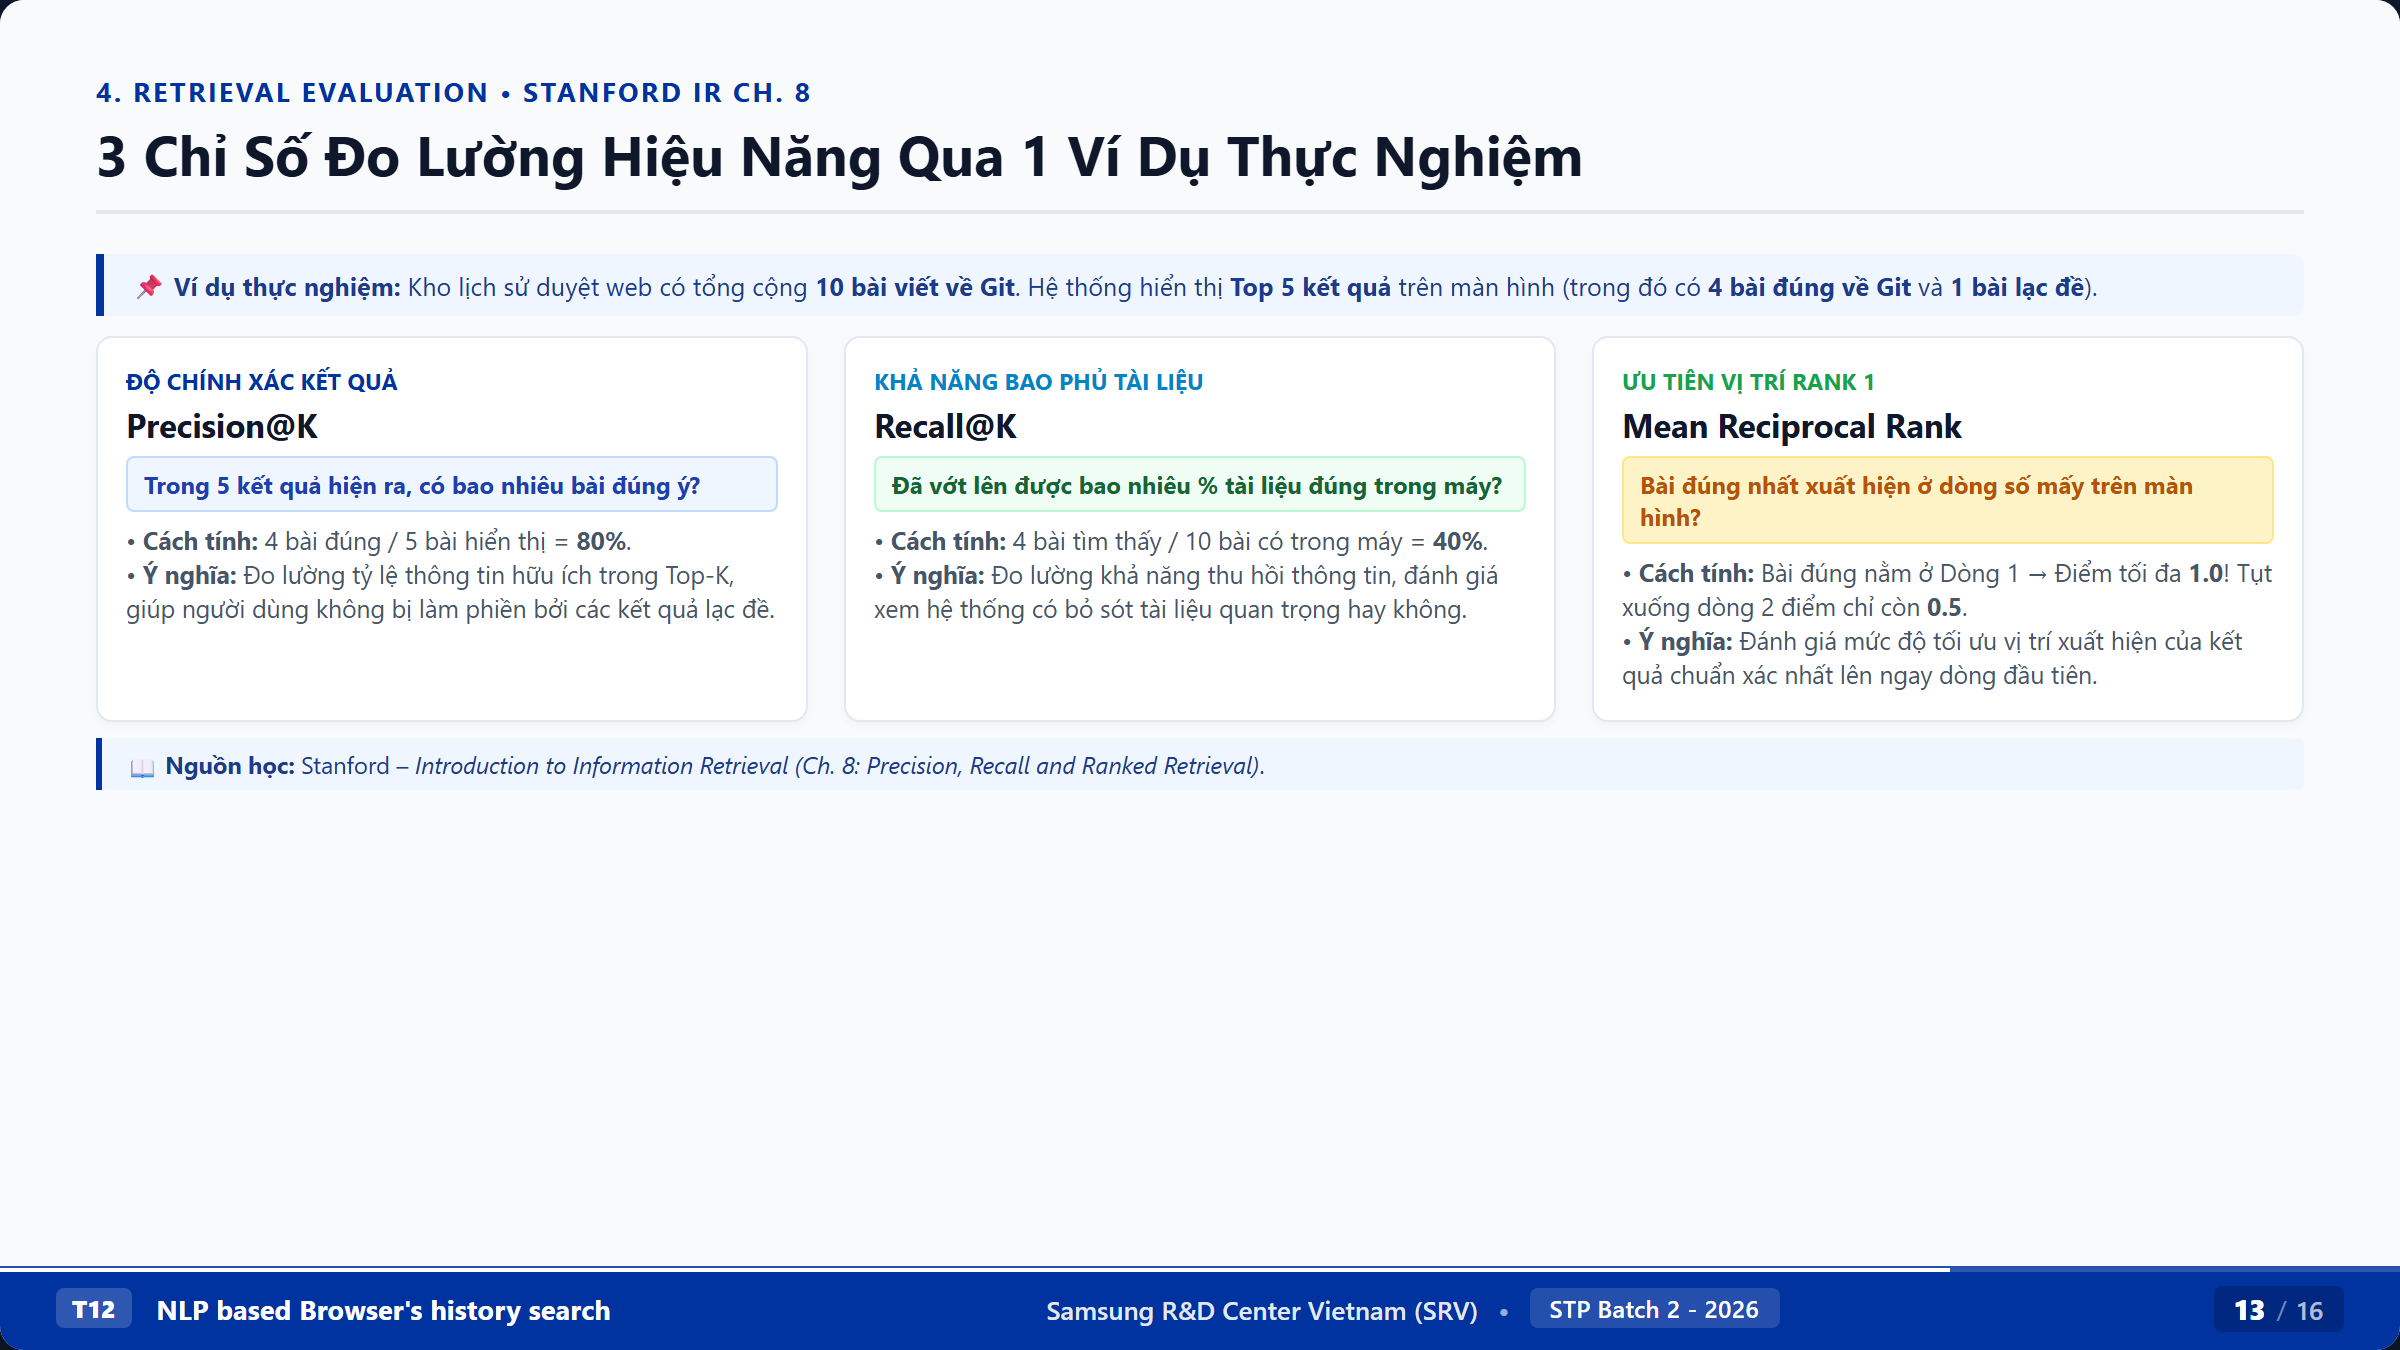 4. RETRIEVAL EVALUATION • STANFORD IR CH. 8
3 Chỉ Số Đo Lường Hiệu Năng Qua 1 Ví Dụ Thực Nghiệm
📌 Ví dụ thực nghiệm: Kho lịch sử duyệt web có tổng cộng 10 bài viết về Git. Hệ thống hiển thị Top 5 kết quả trên màn hình (trong đó có 4 bài đúng về Git và 1 bài lạc đề).
ĐỘ CHÍNH XÁC KẾT QUẢ
Precision@K
Trong 5 kết quả hiện ra, có bao nhiêu bài đúng ý?
• Cách tính: 4 bài đúng / 5 bài hiển thị = 80%.
• Ý nghĩa: Đo lường tỷ lệ thông tin hữu ích trong Top-K,
giúp người dùng không bị làm phiền bởi các kết quả lạc đề.
KHẢ NĂNG BAO PHỦ TÀI LIỆU
Recall@K
Đã vớt lên được bao nhiêu % tài liệu đúng trong máy?
• Cách tính: 4 bài tìm thấy / 10 bài có trong máy = 40%.
• Ý nghĩa: Đo lường khả năng thu hồi thông tin, đánh giá
xem hệ thống có bỏ sót tài liệu quan trọng hay không.
ƯU TIÊN VỊ TRÍ RANK 1
Mean Reciprocal Rank
Bài đúng nhất xuất hiện ở dòng số mấy trên màn
hình?
• Cách tính: Bài đúng nằm ở Dòng 1 → Điểm tối đa 1.0! Tụt
xuống dòng 2 điểm chỉ còn 0.5.
• Ý nghĩa: Đánh giá mức độ tối ưu vị trí xuất hiện của kết
quả chuẩn xác nhất lên ngay dòng đầu tiên.
📖 Nguồn học: Stanford – Introduction to Information Retrieval (Ch. 8: Precision, Recall and Ranked Retrieval).
T12 NLP based Browser's history search
Samsung R&D Center Vietnam (SRV) • STP Batch 2 - 2026
13 / 16